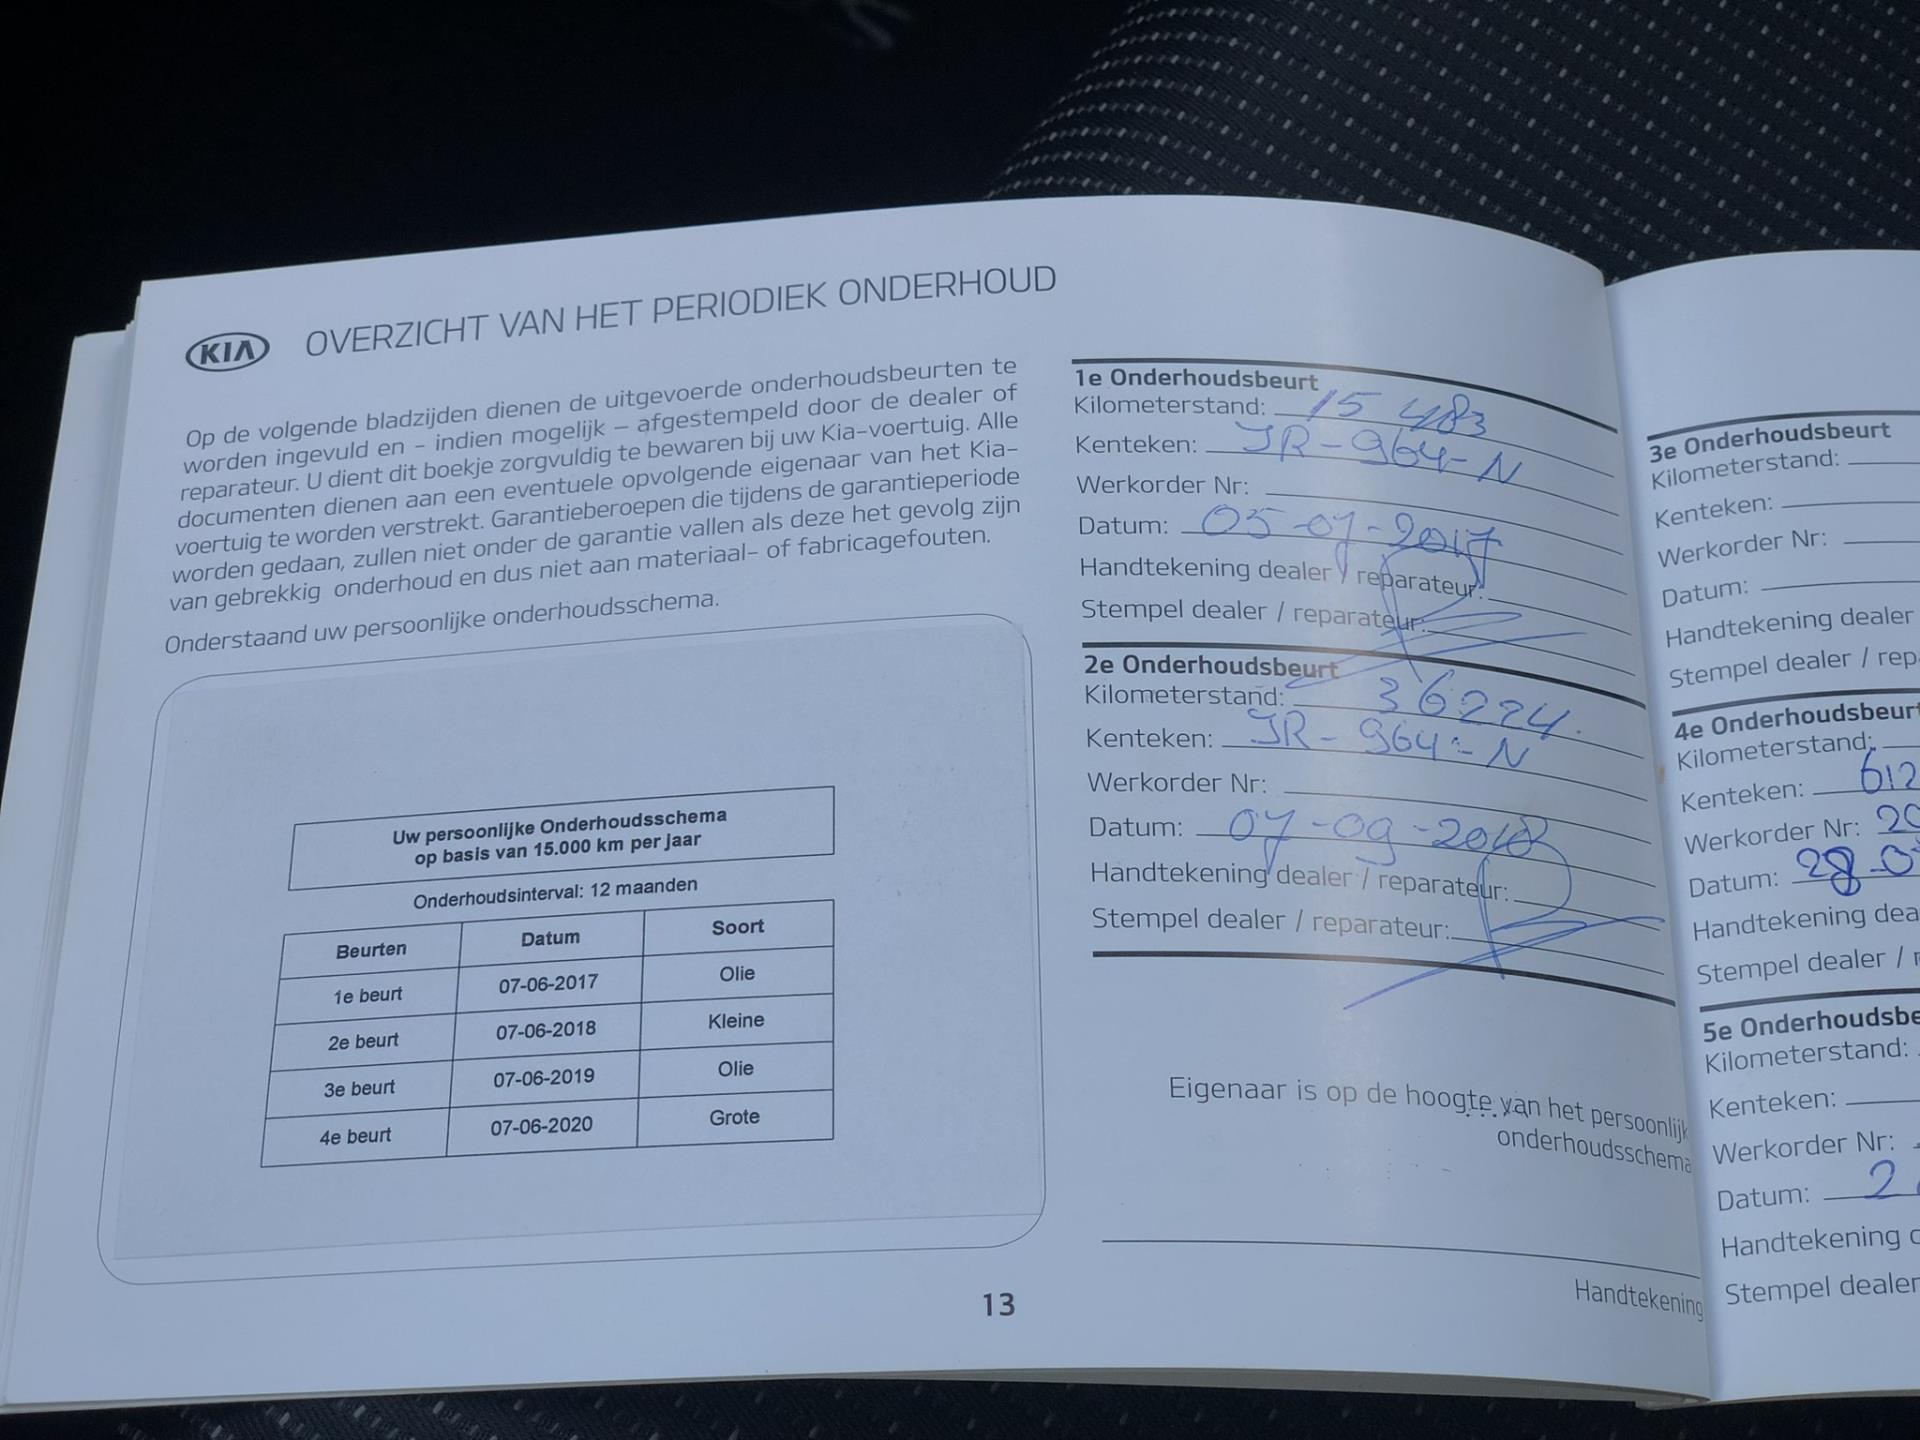 KIA OVERZICHT VAN HET PERIODIEK ONDERHOUD
Op de volgende bladzijden dienen de uitgevoerde onderhoudsbeurten te
worden ingevuld en – indien mogelijk – afgestempeld door de dealer of
reparateur. U dient dit boekje zorgvuldig te bewaren bij uw Kia-voertuig. Alle
documenten dienen aan een eventuele opvolgende eigenaar van het Kia-
voertuig te worden verstrekt. Garantieberoepen die tijdens de garantieperiode
worden gedaan, zullen niet onder de garantie vallen als deze het gevolg zijn
van gebrekkig onderhoud en dus niet aan materiaal- of fabricagefouten.
Onderstaand uw persoonlijke onderhoudsschema.
Uw persoonlijke Onderhoudsschema
op basis van 15.000 km per jaar
Onderhoudsinterval: 12 maanden
Beurten Datum Soort
1e beurt 07-06-2017 Olie
2e beurt 07-06-2018 Kleine
3e beurt 07-06-2019 Olie
4e beurt 07-06-2020 Grote
13
1e Onderhoudsbeurt
Kilometerstand: 15 483
Kenteken: JR-964-N
Werkorder Nr:
Datum: 05-07-2017
Handtekening dealer / reparateur:
Stempel dealer / reparateur:
2e Onderhoudsbeurt
Kilometerstand: 36224.
Kenteken: JR-964-N
Werkorder Nr:
Datum: 07-09-2018
Handtekening dealer / reparateur:
Stempel dealer / reparateur:
Eigenaar is op de hoogte van het persoonlijk
onderhoudsschema
Handtekening
3e Onderhoudsbeurt
Kilometerstand:
Kenteken:
Werkorder Nr:
Datum:
Handtekening dealer
Stempel dealer / rep
4e Onderhoudsbeurt
Kilometerstand:
Kenteken: 612
Werkorder Nr: 20
Datum: 28-0
Handtekening dea
Stempel dealer /
5e Onderhoudsbe
Kilometerstand:
Kenteken:
Werkorder Nr:
Datum: 2
Handtekening
Stempel dealer